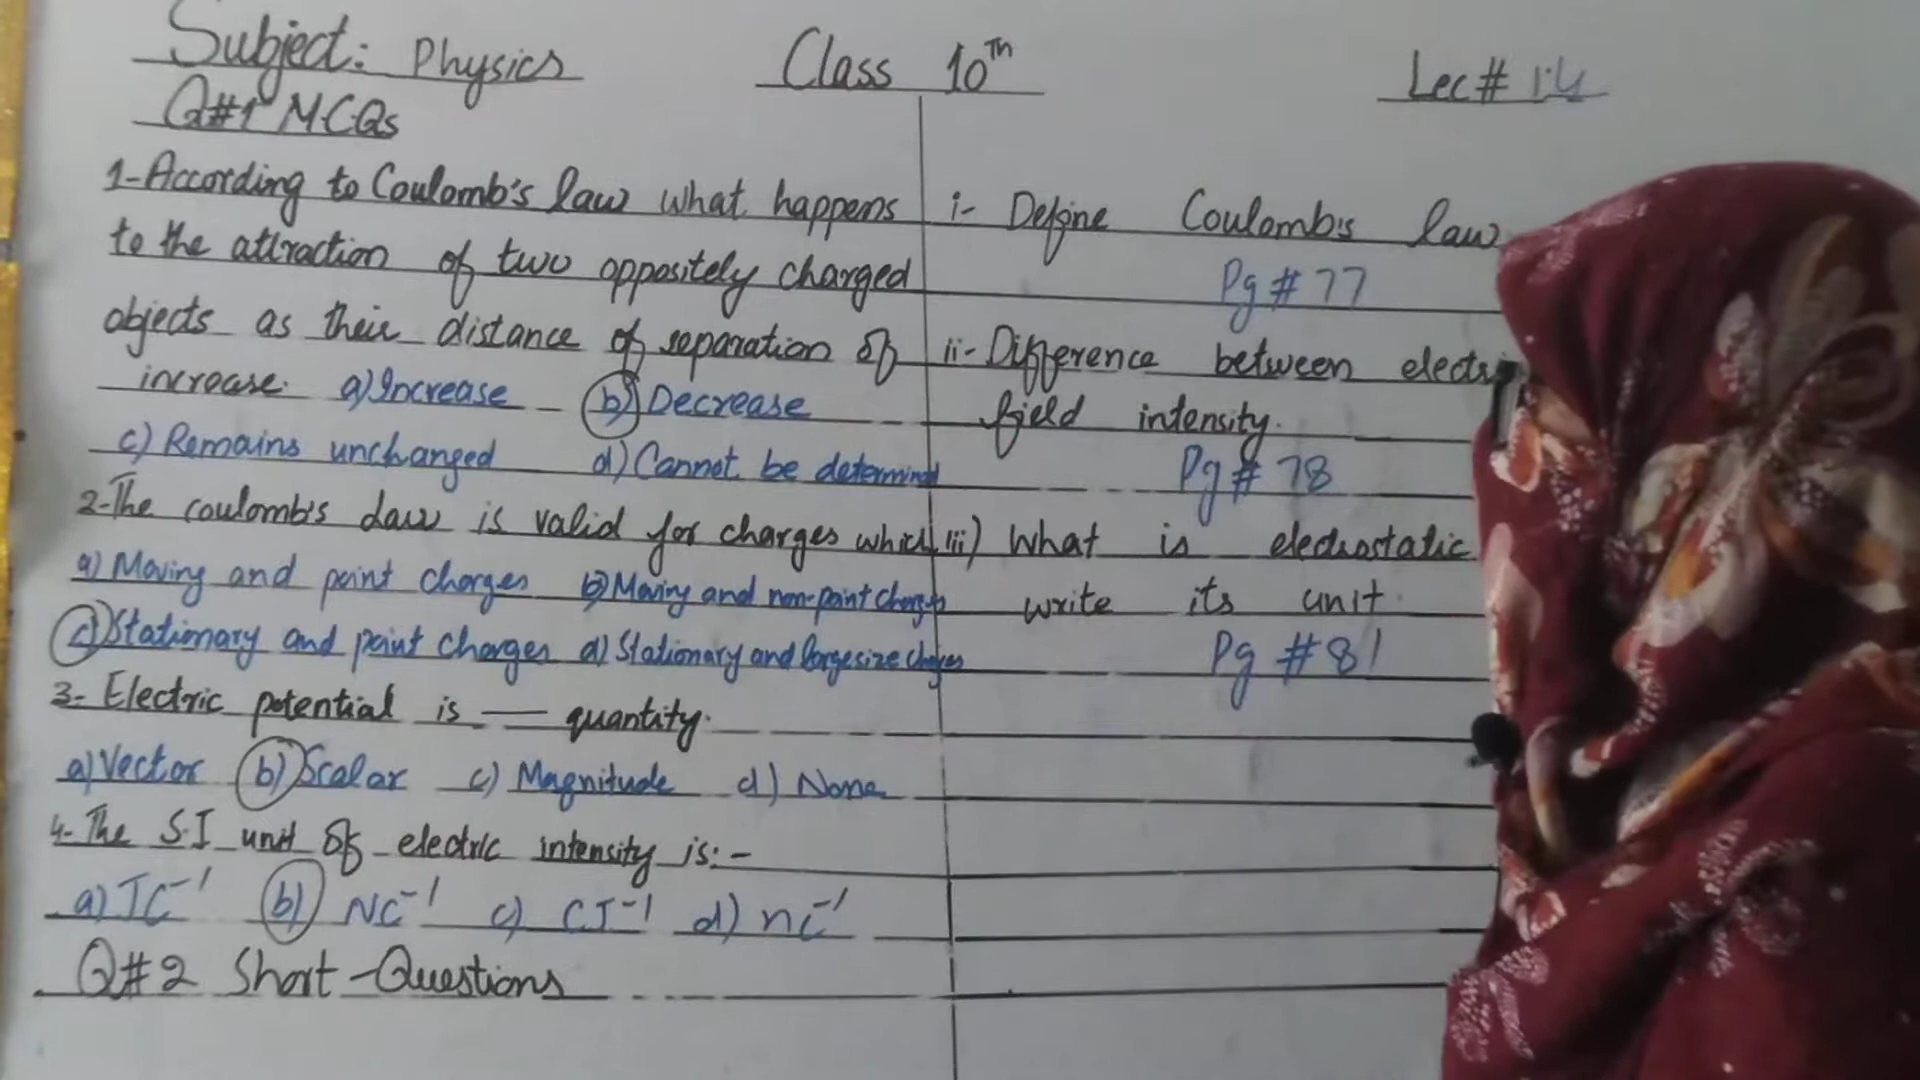 Subject: Physics Class 10Th Lec# 14
Q#1 MCQs
1-According to Coulomb's law what happens
to the attraction of two oppositely charged
objects as their distance of separation of
increase. a) Increase b) Decrease
c) Remains unchanged d) Cannot be determined
2-The coulomb's Law is valid for charges which
a) Moving and point charges b) Moving and non-point charges
c) Stationary and point charges d) Stationary and large size charges
3- Electric potential is — quantity.
a) Vector b) Scalar c) Magnitude d) None
4- The S.I unit of electric intensity is:-
a) JC⁻¹ b) NC⁻¹ c) CJ⁻¹ d) nc⁻¹
Q#2 Short-Questions
i- Define Coulomb's law
Pg # 77
ii- Difference between
field intensity.
Pg # 78
iii) What is electrostatic
write its unit.
Pg # 81